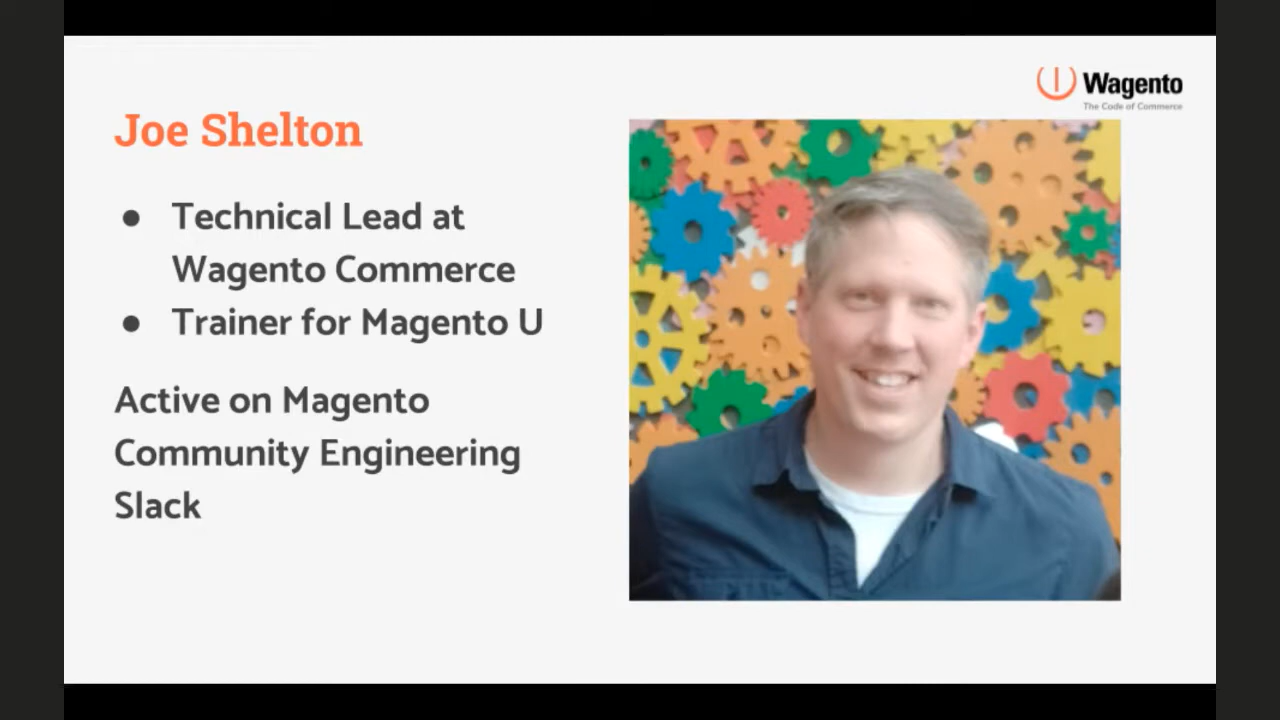 Wagento
The Code of Commerce
Joe Shelton
● Technical Lead at
Wagento Commerce
● Trainer for Magento U
Active on Magento
Community Engineering
Slack